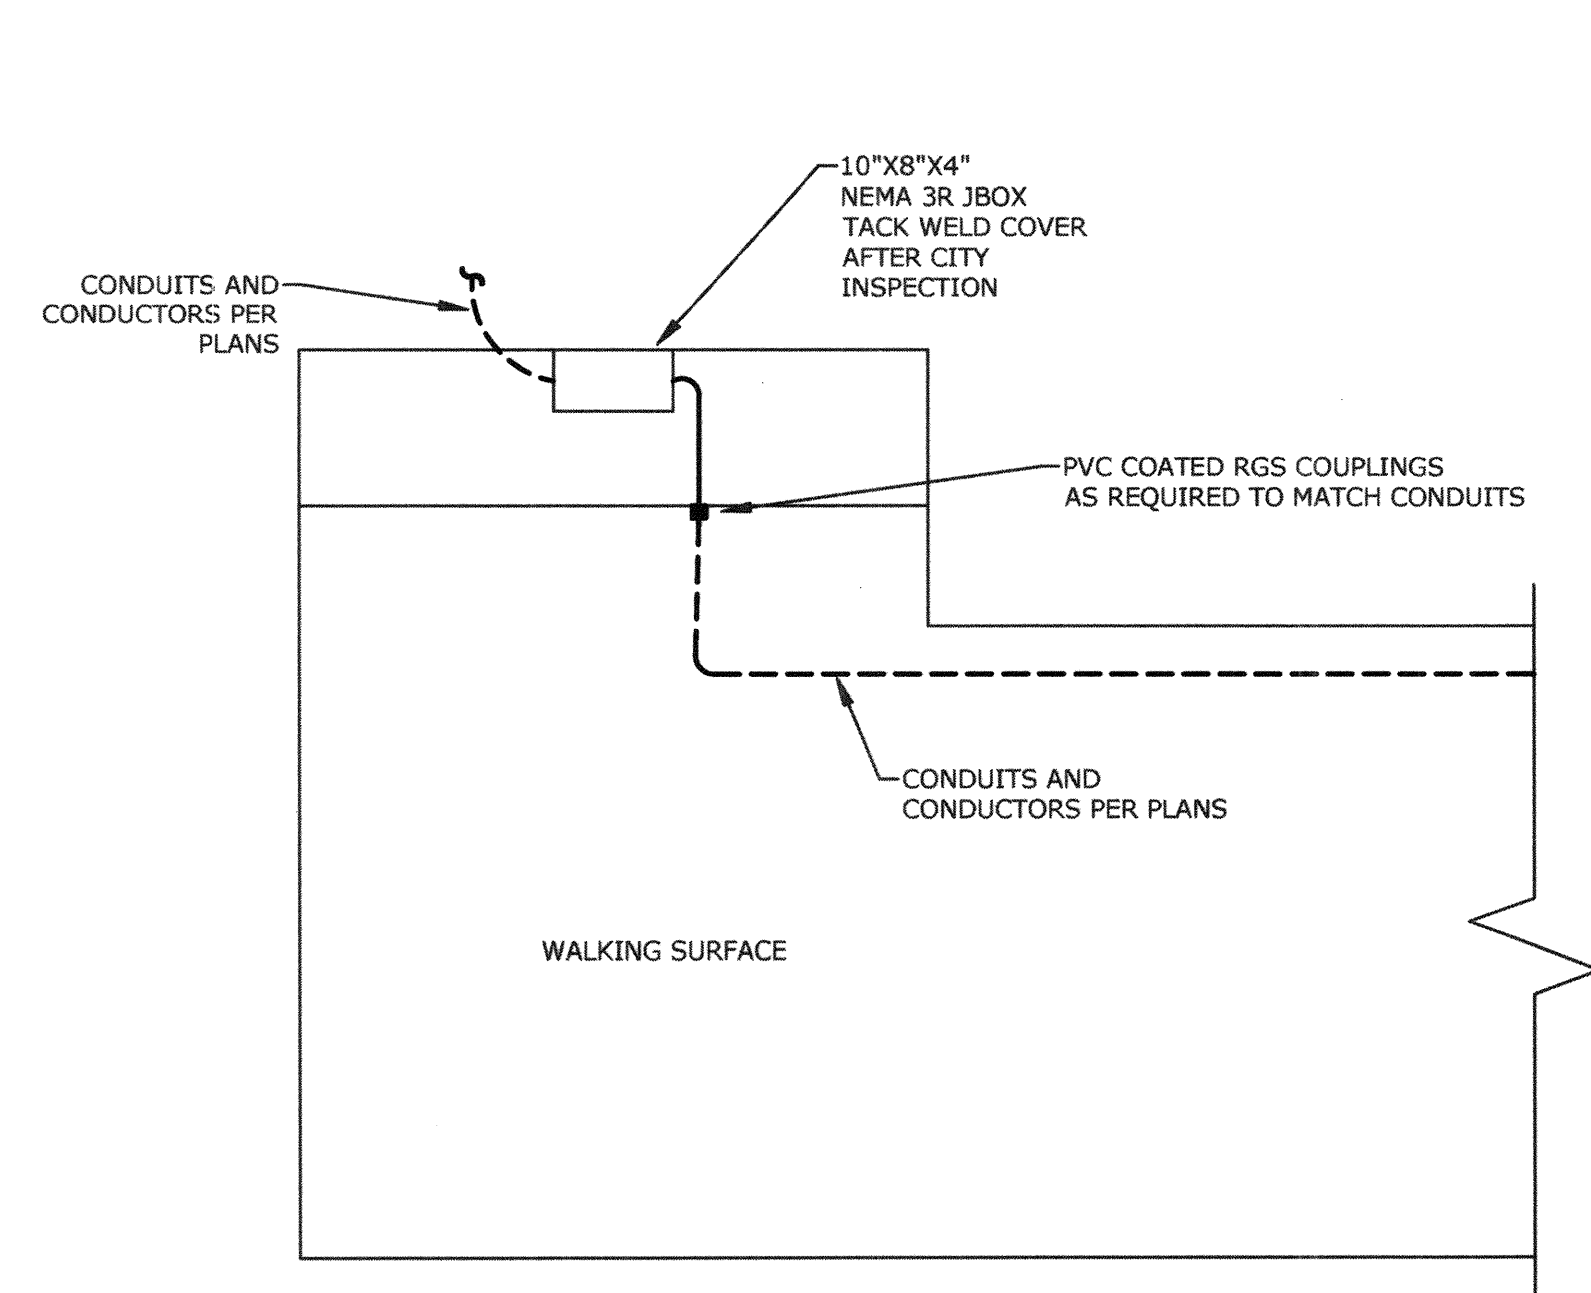 10"X8"X4"
NEMA 3R JBOX
TACK WELD COVER
AFTER CITY
INSPECTION
CONDUITS AND
CONDUCTORS PER
PLANS
PVC COATED RGS COUPLINGS
AS REQUIRED TO MATCH CONDUITS
CONDUITS AND
CONDUCTORS PER PLANS
WALKING SURFACE